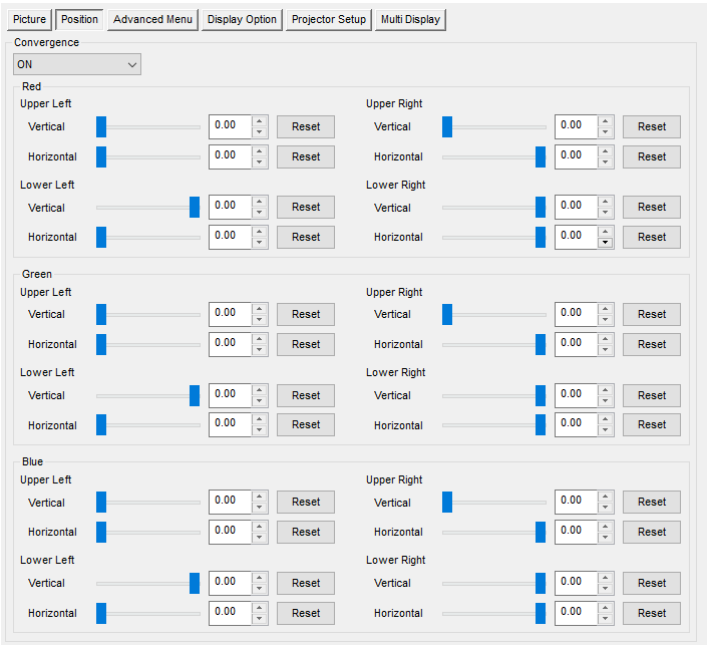 Picture Position Advanced Menu Display Option Projector Setup Multi Display
Convergence
ON
Red
Upper Left Upper Right
Vertical 0.00 Reset Vertical 0.00 Reset
Horizontal 0.00 Reset Horizontal 0.00 Reset
Lower Left Lower Right
Vertical 0.00 Reset Vertical 0.00 Reset
Horizontal 0.00 Reset Horizontal 0.00 Reset
Green
Upper Left Upper Right
Vertical 0.00 Reset Vertical 0.00 Reset
Horizontal 0.00 Reset Horizontal 0.00 Reset
Lower Left Lower Right
Vertical 0.00 Reset Vertical 0.00 Reset
Horizontal 0.00 Reset Horizontal 0.00 Reset
Blue
Upper Left Upper Right
Vertical 0.00 Reset Vertical 0.00 Reset
Horizontal 0.00 Reset Horizontal 0.00 Reset
Lower Left Lower Right
Vertical 0.00 Reset Vertical 0.00 Reset
Horizontal 0.00 Reset Horizontal 0.00 Reset